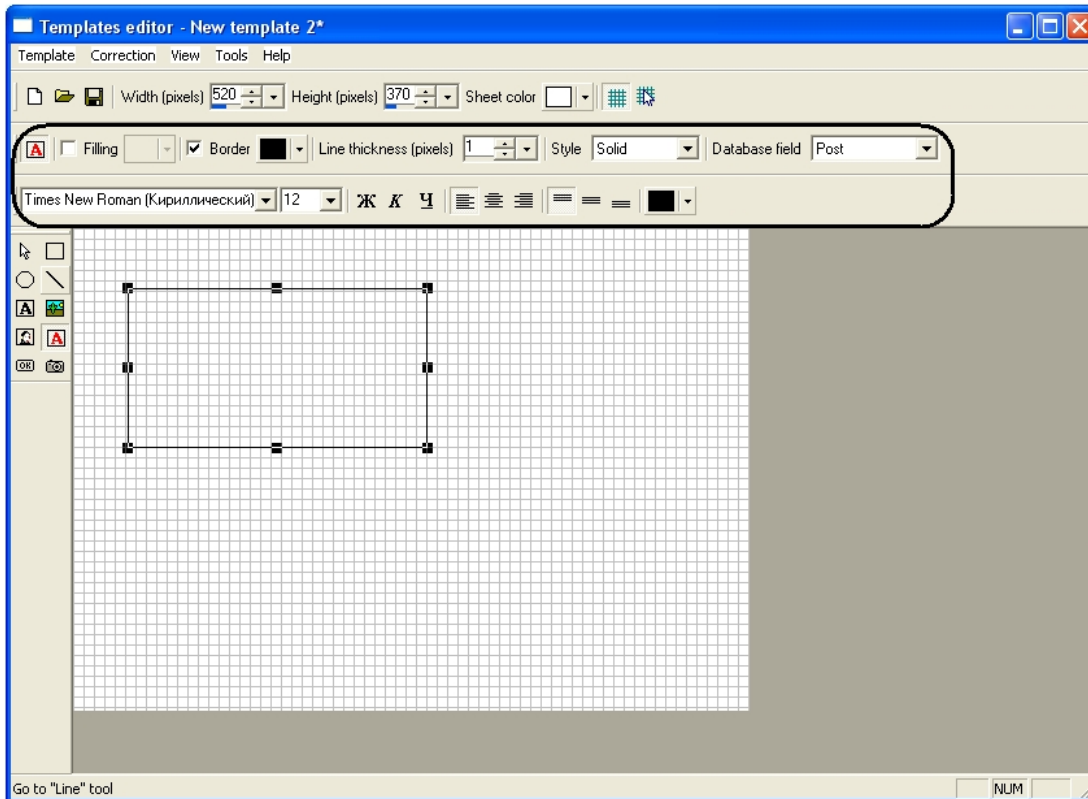 Templates editor - New template 2*
Template Correction View Tools Help
Width (pixels) 520 Height (pixels) 370 Sheet color
A Filling Border Line thickness (pixels) 1 Style Solid Database field Post
Times New Roman (Кириллический) 12 Ж К Ч
A
A
OK
Go to "Line" tool NUM